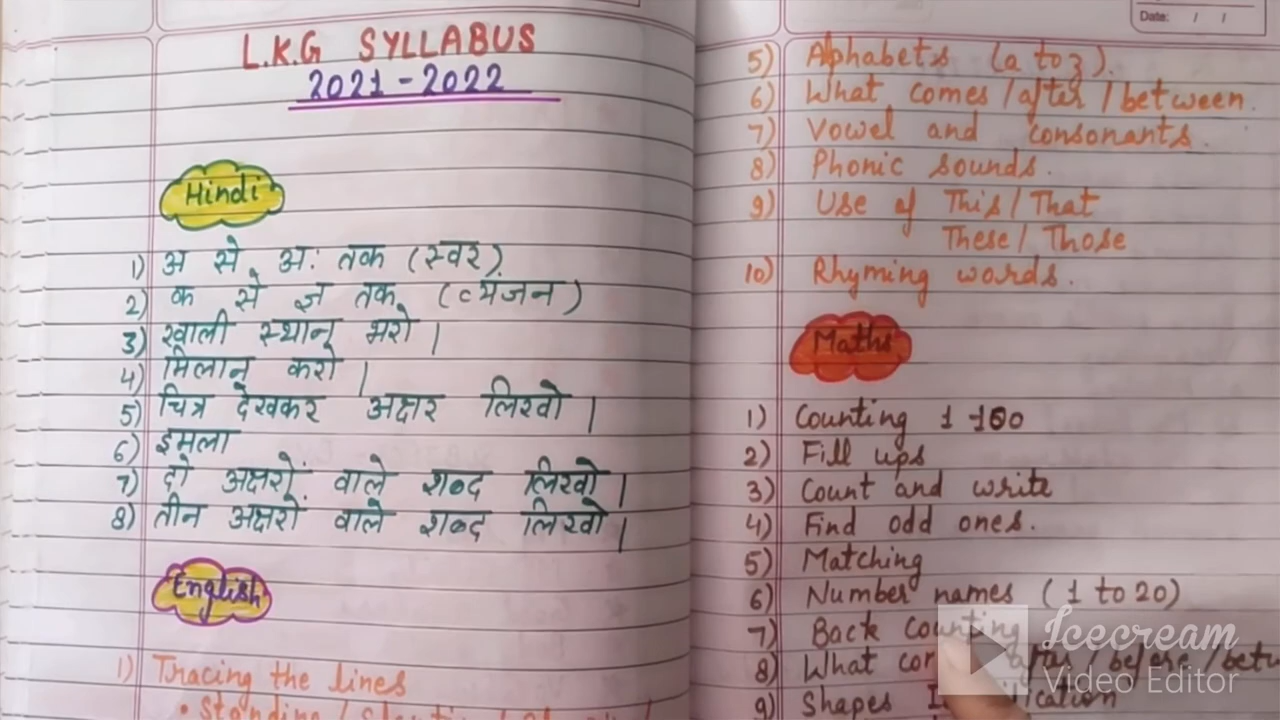 L.K.G SYLLABUS
2021-2022
Hindi
1) अ से अः तक (स्वर)
2) क से ज्ञ तक (व्यंजन)
3) खाली स्थान भरो ।
4) मिलान करो ।
5) चित्र देखकर अक्षर लिखो ।
6) इमला
7) दो अक्षरों वाले शब्द लिखो ।
8) तीन अक्षरों वाले शब्द लिखो ।
English
1) Tracing the lines
• Standing /
Date: / /
5) Alphabets (a to z).
6) What comes /after /between.
7) Vowel and consonants.
8) Phonic sounds.
9) Use of This/That
These/Those
10) Rhyming words.
Maths
1) Counting 1-100
2) Fill ups
3) Count and write
4) Find odd ones.
5) Matching
6) Number names (1 to 20)
7) Back counting
8) What /before /
9) Shapes
Icecream
Video Editor